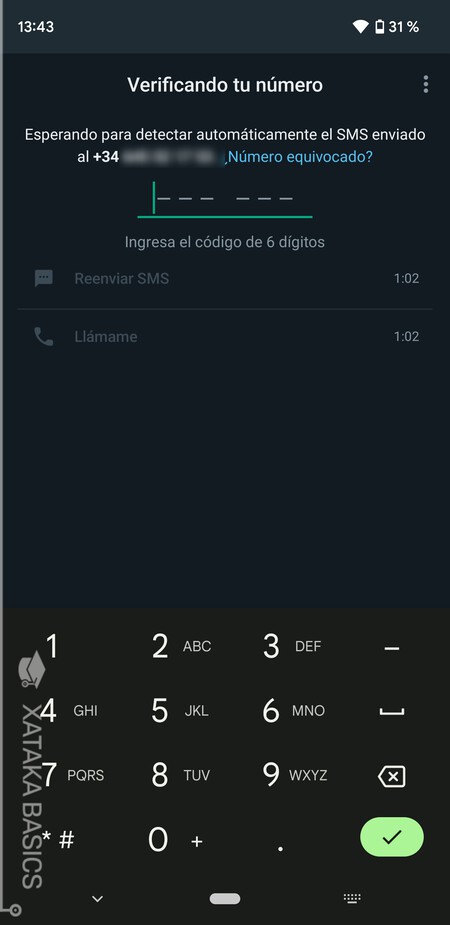 13:43
31 %
Verificando tu número
Esperando para detectar automáticamente el SMS enviado
al +34 ¿Número equivocado?
Ingresa el código de 6 dígitos
Reenviar SMS 1:02
Llámame 1:02
1 2 ABC 3 DEF –
4 GHI 5 JKL 6 MNO
7 PQRS 8 TUV 9 WXYZ
* # 0 + .
XATAKA BASICS